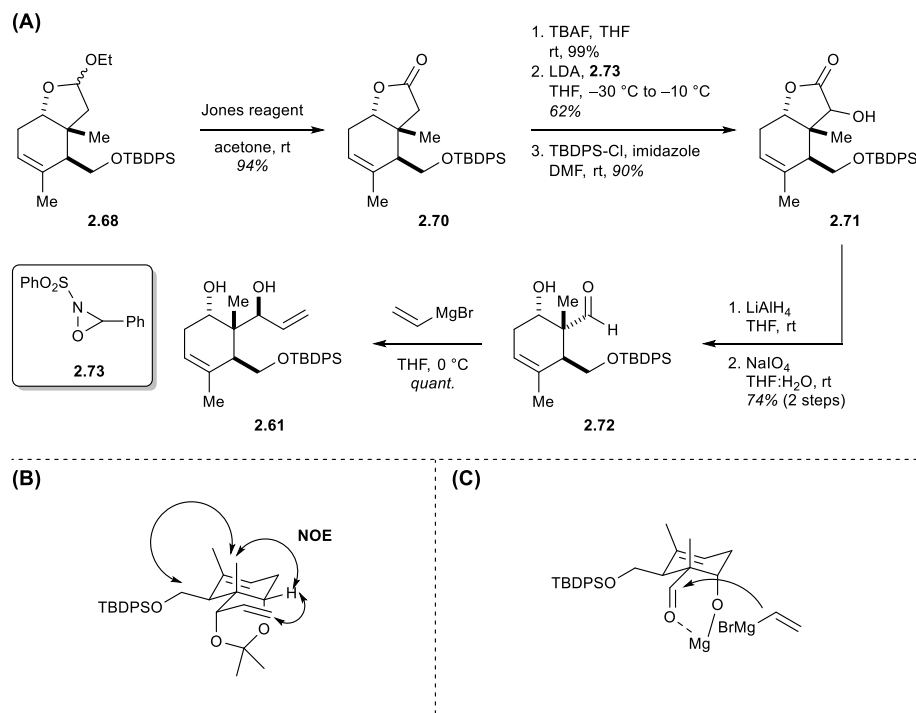 (A)
OEt
O
Me
OTBDPS
Me
2.68
Jones reagent
acetone, rt
94%
O
O
Me
OTBDPS
Me
2.70
1. TBAF, THF
rt, 99%
2. LDA, 2.73
THF, –30 °C to –10 °C
62%
3. TBDPS-Cl, imidazole
DMF, rt, 90%
O
O
OH
Me
OTBDPS
Me
2.71
PhO2S
N
O
Ph
2.73
OH
Me
OH
OTBDPS
Me
2.61
MgBr
THF, 0 °C
quant.
OH
Me
O
H
OTBDPS
Me
2.72
1. LiAlH4
THF, rt
2. NaIO4
THF:H2O, rt
74% (2 steps)
(B)
NOE
H
TBDPSO
O
O
(C)
TBDPSO
O
O
BrMg
Mg